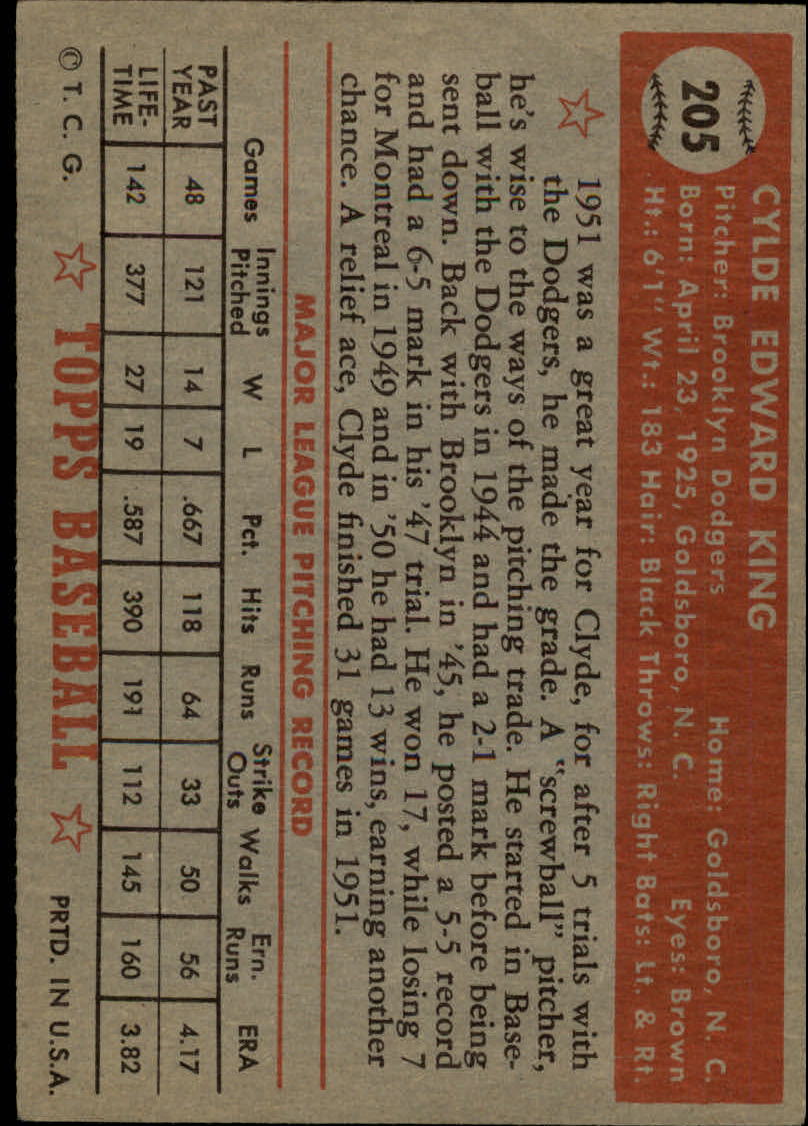 205
CYLDE EDWARD KING
Pitcher: Brooklyn Dodgers Home: Goldsboro, N. C.
Born: April 23, 1925, Goldsboro, N. C. Eyes: Brown
Ht.: 6'1" Wt.: 183 Hair: Black Throws: Right Bats: Lt. & Rt.
1951 was a great year for Clyde, for after 5 trials with
the Dodgers, he made the grade. A "screwball" pitcher,
he's wise to the ways of the pitching trade. He started in Base-
ball with the Dodgers in 1944 and had a 2-1 mark before being
sent down. Back with Brooklyn in '45, he posted a 5-5 record
and had a 6-5 mark in his '47 trial. He won 17, while losing 7
for Montreal in 1949 and in '50 he had 13 wins, earning another
chance. A relief ace, Clyde finished 31 games in 1951.
MAJOR LEAGUE PITCHING RECORD
Games Innings Pitched W L Pct. Hits Runs Strike Outs Walks Ern. Runs ERA
PAST YEAR 48 121 14 7 .667 118 64 33 50 56 4.17
LIFE-TIME 142 377 27 19 .587 390 191 112 145 160 3.82
© T. C. G. TOPPS BASEBALL PRTD. IN U.S.A.